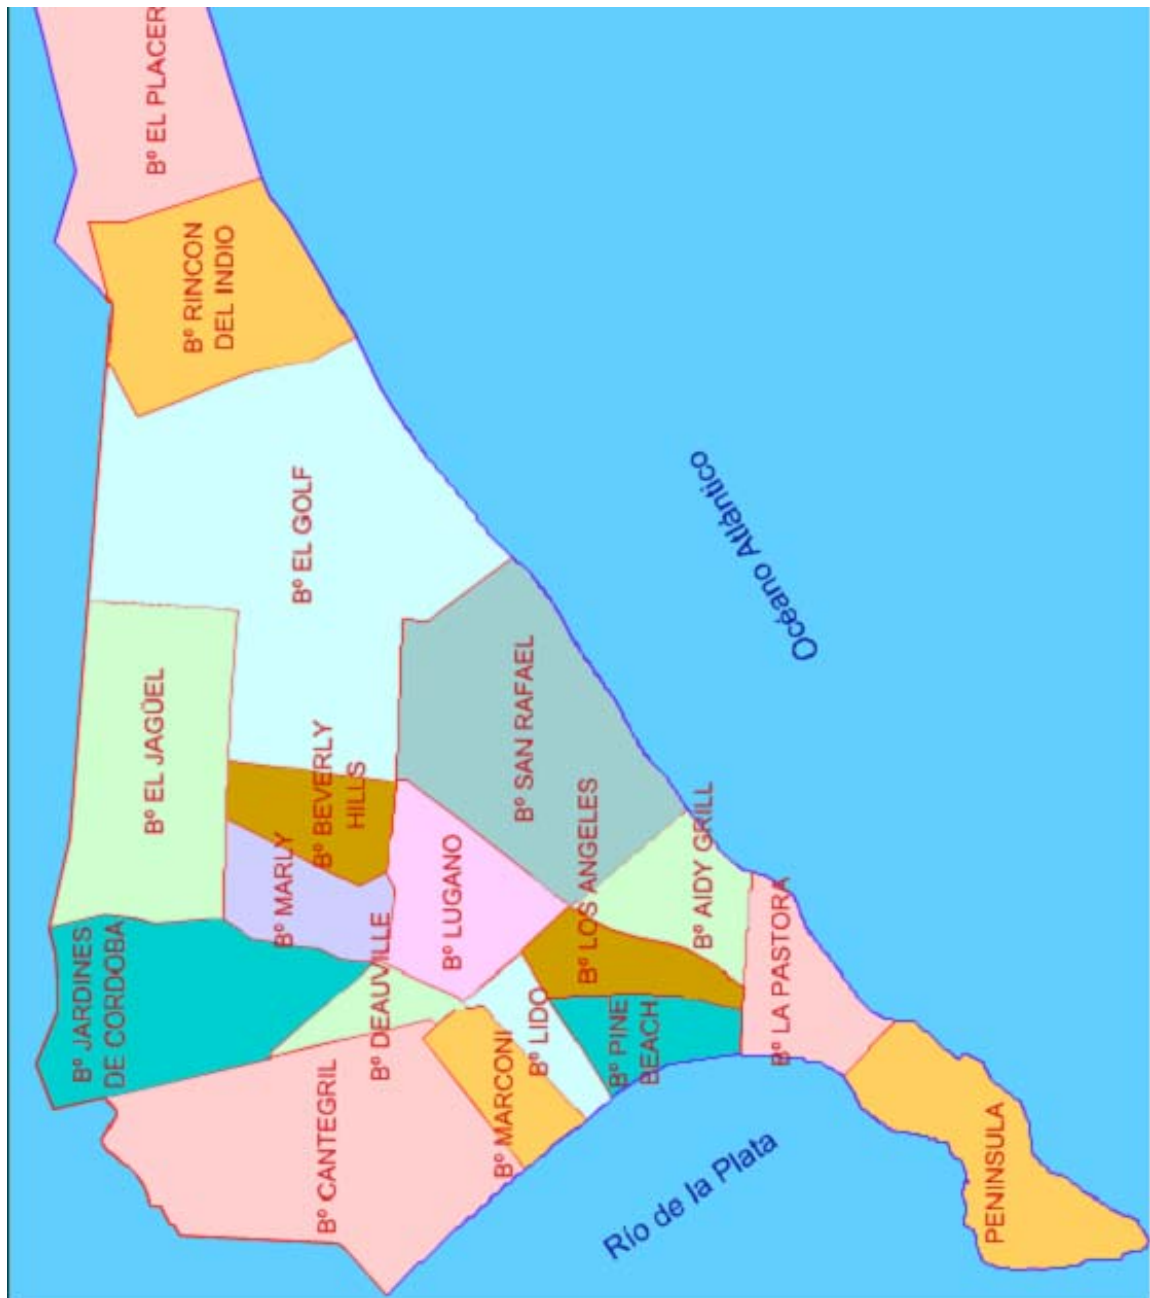 Bº EL PLACER
Bº RINCON
DEL INDIO
Bº EL GOLF
Océano Atlàntico
Bº EL JAGÜEL
Bº BEVERLY
HILLS
Bº SAN RAFAEL
Bº MARLY
Bº LUGANO
Bº LOS ANGELES
Bº AIDY GRILL
Bº JARDINES
DE CORDOBA
Bº DEAUVILLE
Bº LIDO
Bº PINE
BEACH
Bº LA PASTORA
Bº CANTEGRIL
Bº MARCONI
Río de la Plata
PENINSULA